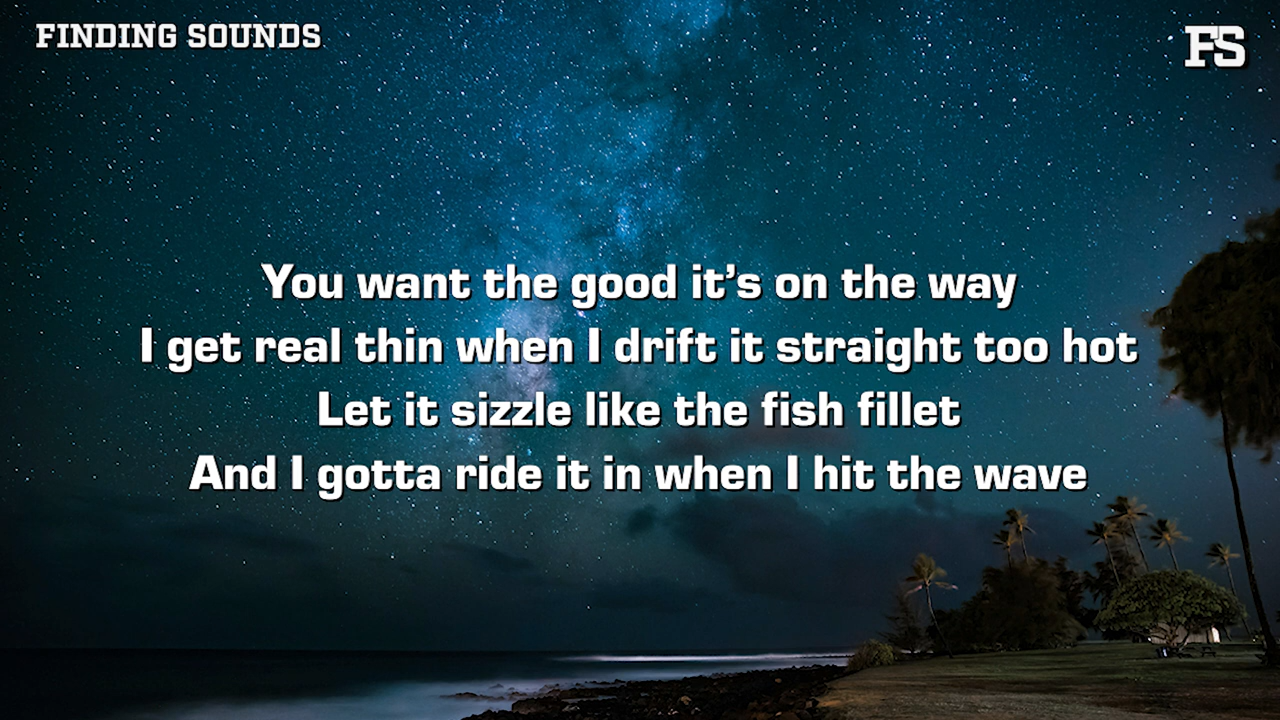 FINDING SOUNDS
FS
You want the good it’s on the way
I get real thin when I drift it straight too hot
Let it sizzle like the fish fillet
And I gotta ride it in when I hit the wave